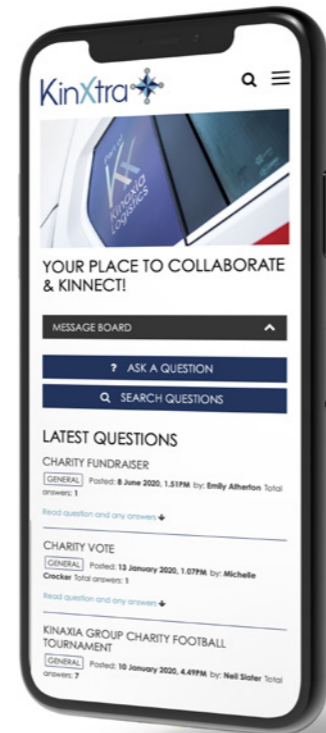 KinXtra
Part of
Kinaxia
Logistics
YOUR PLACE TO COLLABORATE
& KINNECT!
MESSAGE BOARD
? ASK A QUESTION
SEARCH QUESTIONS
LATEST QUESTIONS
CHARITY FUNDRAISER
GENERAL Posted: 8 June 2020, 1.51PM by: Emily Atherton Total
answers: 1
Read question and any answers
CHARITY VOTE
GENERAL Posted: 13 January 2020, 1.07PM by: Michelle
Crocker Total answers: 1
Read question and any answers
KINAXIA GROUP CHARITY FOOTBALL
TOURNAMENT
GENERAL Posted: 10 January 2020, 4.49PM by: Neil Slater Total
answers: 7